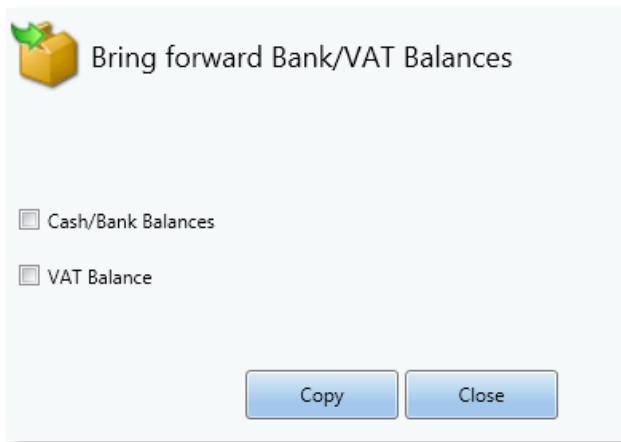 Bring forward Bank/VAT Balances
Cash/Bank Balances
VAT Balance
Copy Close